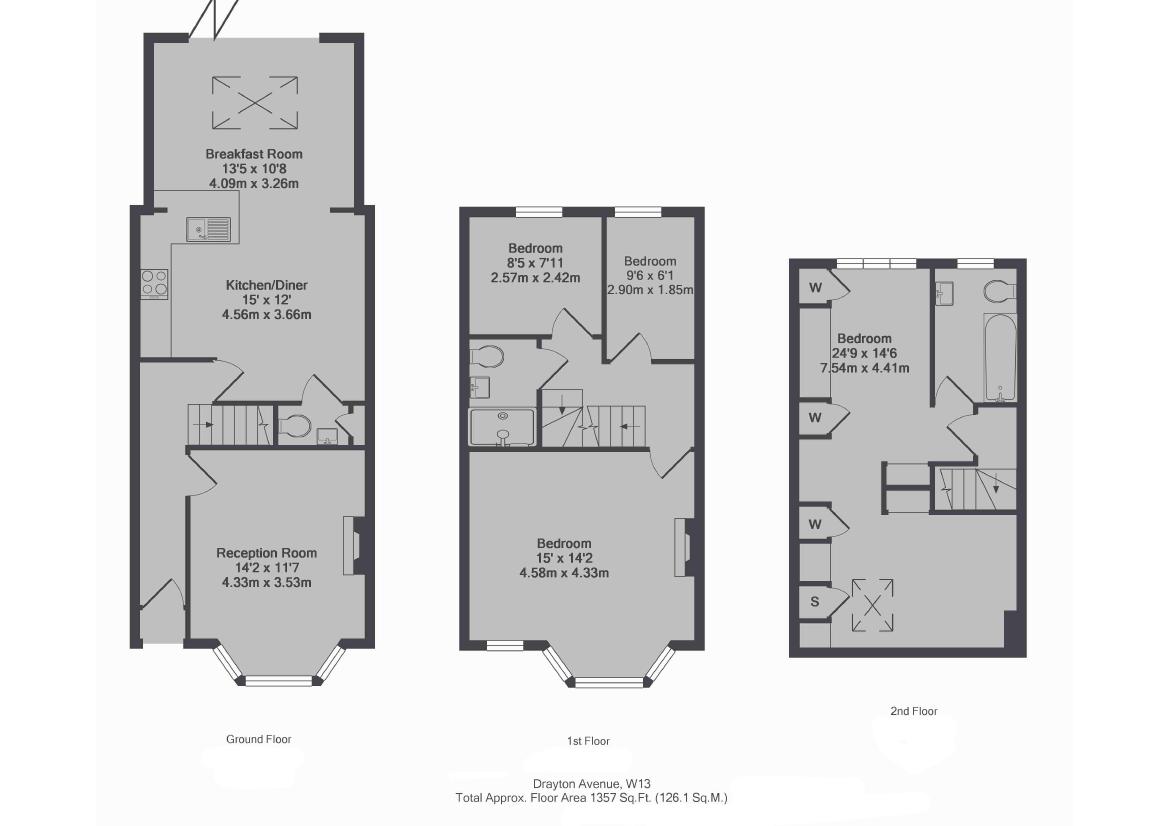 Breakfast Room
13'5 x 10'8
4.09m x 3.26m
Kitchen/Diner
15' x 12'
4.56m x 3.66m
Reception Room
14'2 x 11'7
4.33m x 3.53m
Ground Floor
Bedroom
8'5 x 7'11
2.57m x 2.42m
Bedroom
9'6 x 6'1
2.90m x 1.85m
Bedroom
15' x 14'2
4.58m x 4.33m
1st Floor
W
Bedroom
24'9 x 14'6
7.54m x 4.41m
W
W
S
2nd Floor
Drayton Avenue, W13
Total Approx. Floor Area 1357 Sq.Ft. (126.1 Sq.M.)